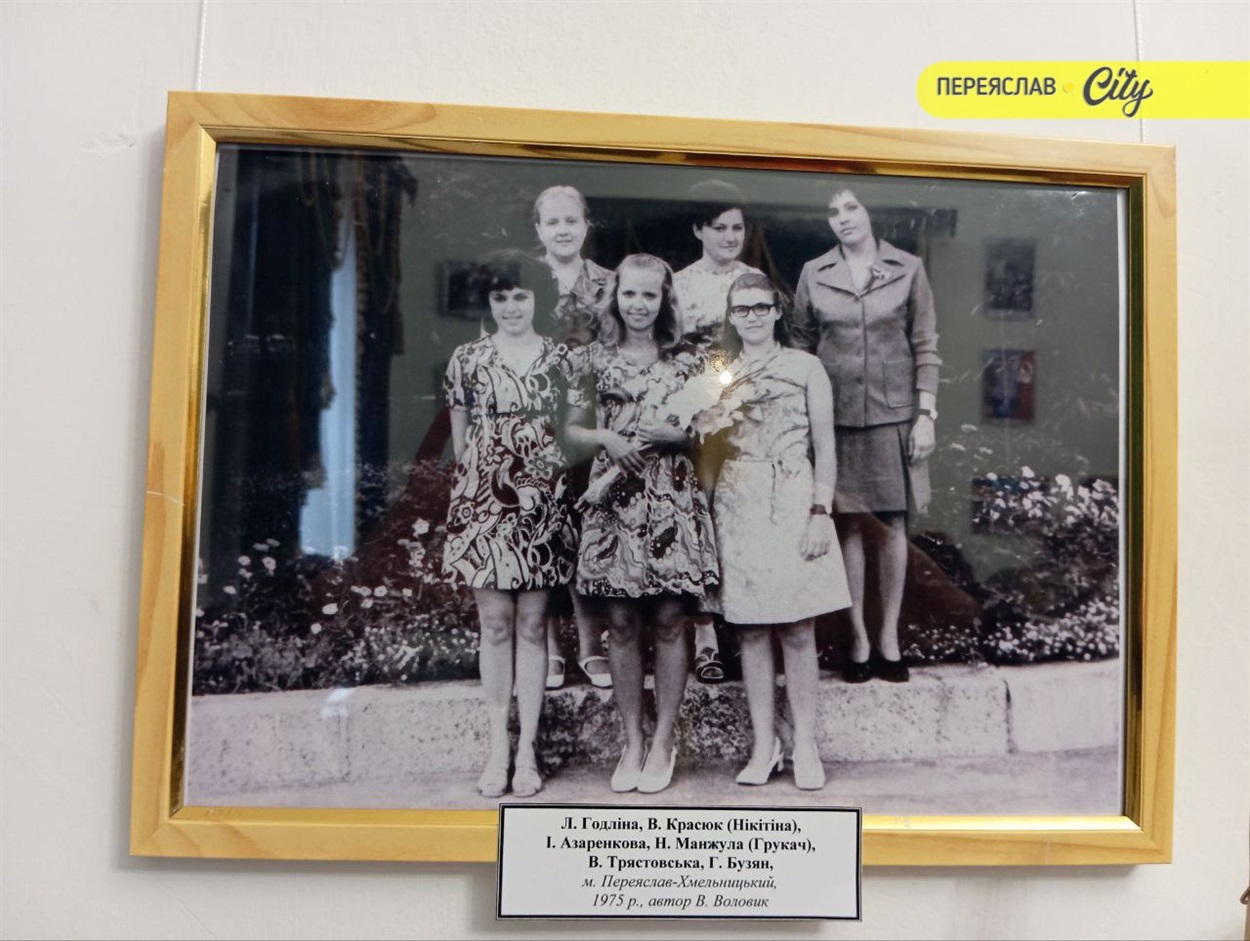 ПЕРЕЯСЛАВ City
Л. Годліна, В. Красюк (Нікітіна),
І. Азаренкова, Н. Манжула (Грукач),
В. Трястовська, Г. Бузян,
м. Переяслав-Хмельницький,
1975 р., автор В. Воловик